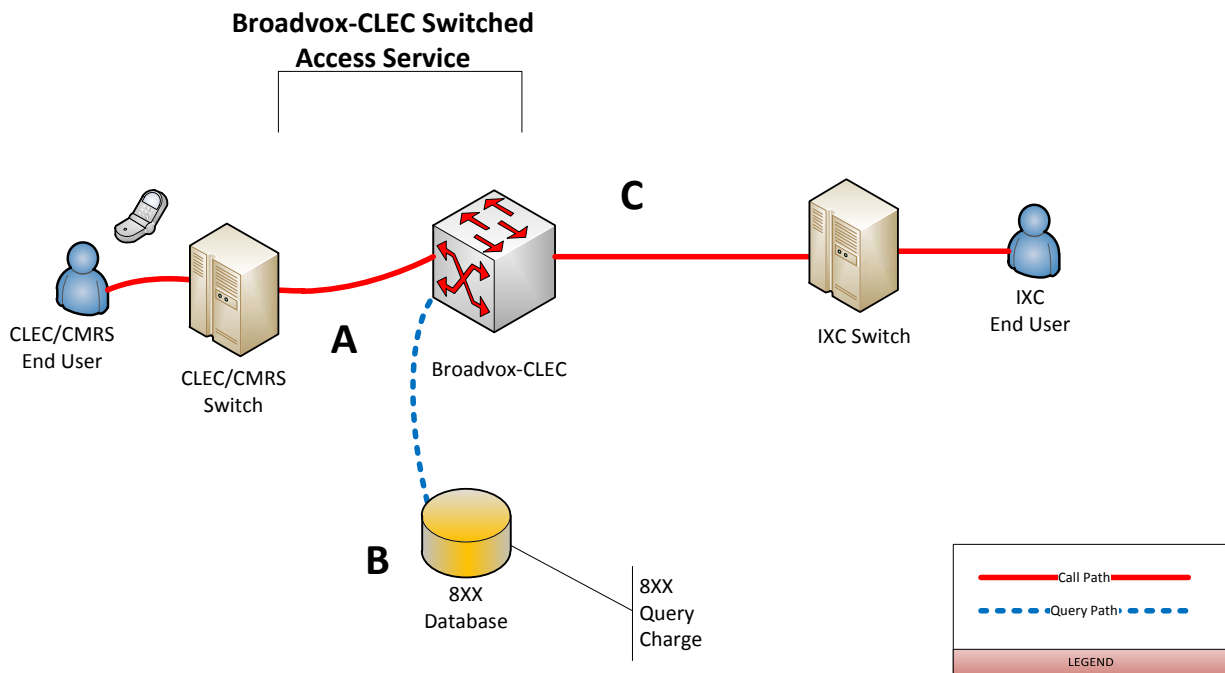 Broadvox-CLEC Switched
Access Service
C
CLEC/CMRS
End User
A
CLEC/CMRS
Switch
Broadvox-CLEC
IXC Switch
IXC
End User
B
8XX
Database
8XX
Query
Charge
Call Path
Query Path
LEGEND